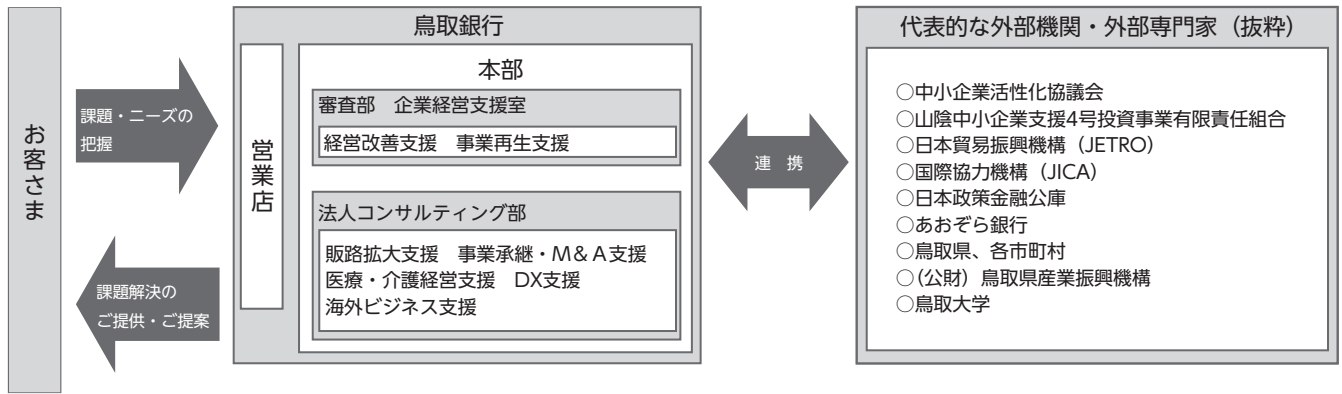 お客さま
課題・ニーズの
把握
課題解決の
ご提供・ご提案
鳥取銀行
営業店
本部
審査部　企業経営支援室
経営改善支援　事業再生支援
法人コンサルティング部
販路拡大支援　事業承継・M&A支援
医療・介護経営支援　DX支援
海外ビジネス支援
連　携
代表的な外部機関・外部専門家（抜粋）
○中小企業活性化協議会
○山陰中小企業支援4号投資事業有限責任組合
○日本貿易振興機構（JETRO）
○国際協力機構（JICA）
○日本政策金融公庫
○あおぞら銀行
○鳥取県、各市町村
○(公財）鳥取県産業振興機構
○鳥取大学